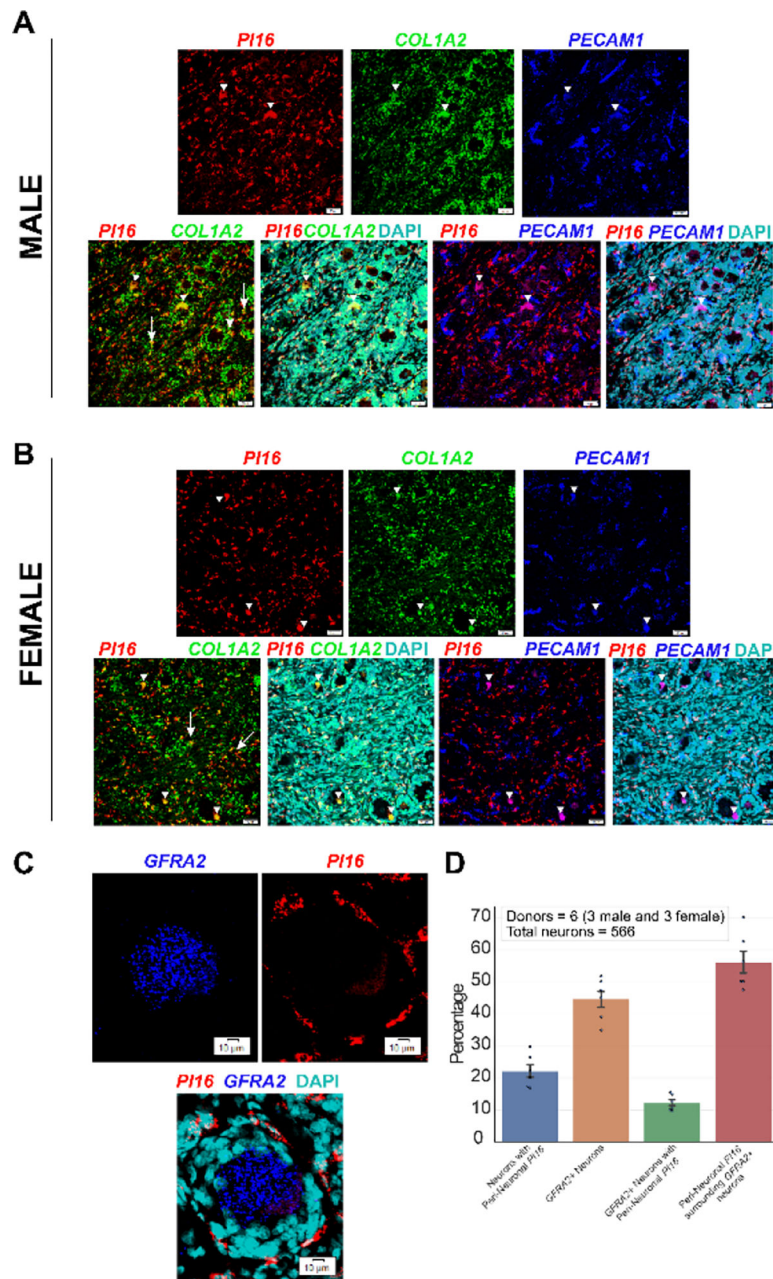 A
MALE
PI16 COL1A2 PECAM1
PI16 COL1A2 PI16 COL1A2 DAPI PI16 PECAM1 PI16 PECAM1 DAPI
B
FEMALE
PI16 COL1A2 PECAM1
PI16 COL1A2 PI16 COL1A2 DAPI PI16 PECAM1 PI16 PECAM1 DAPI
C
GFRA2 PI16
10 µm 10 µm
PI16 GFRA2 DAPI
10 µm
D
Donors = 6 (3 male and 3 female)
Total neurons = 566
Percentage
70
60
50
40
30
20
10
0
Neurons with
Peri-Neuronal PI16
GFRA2+ Neurons
GFRA2+ Neurons with
Peri-Neuronal PI16
Peri-Neuronal PI16
surrounding GFRA2+
neurons